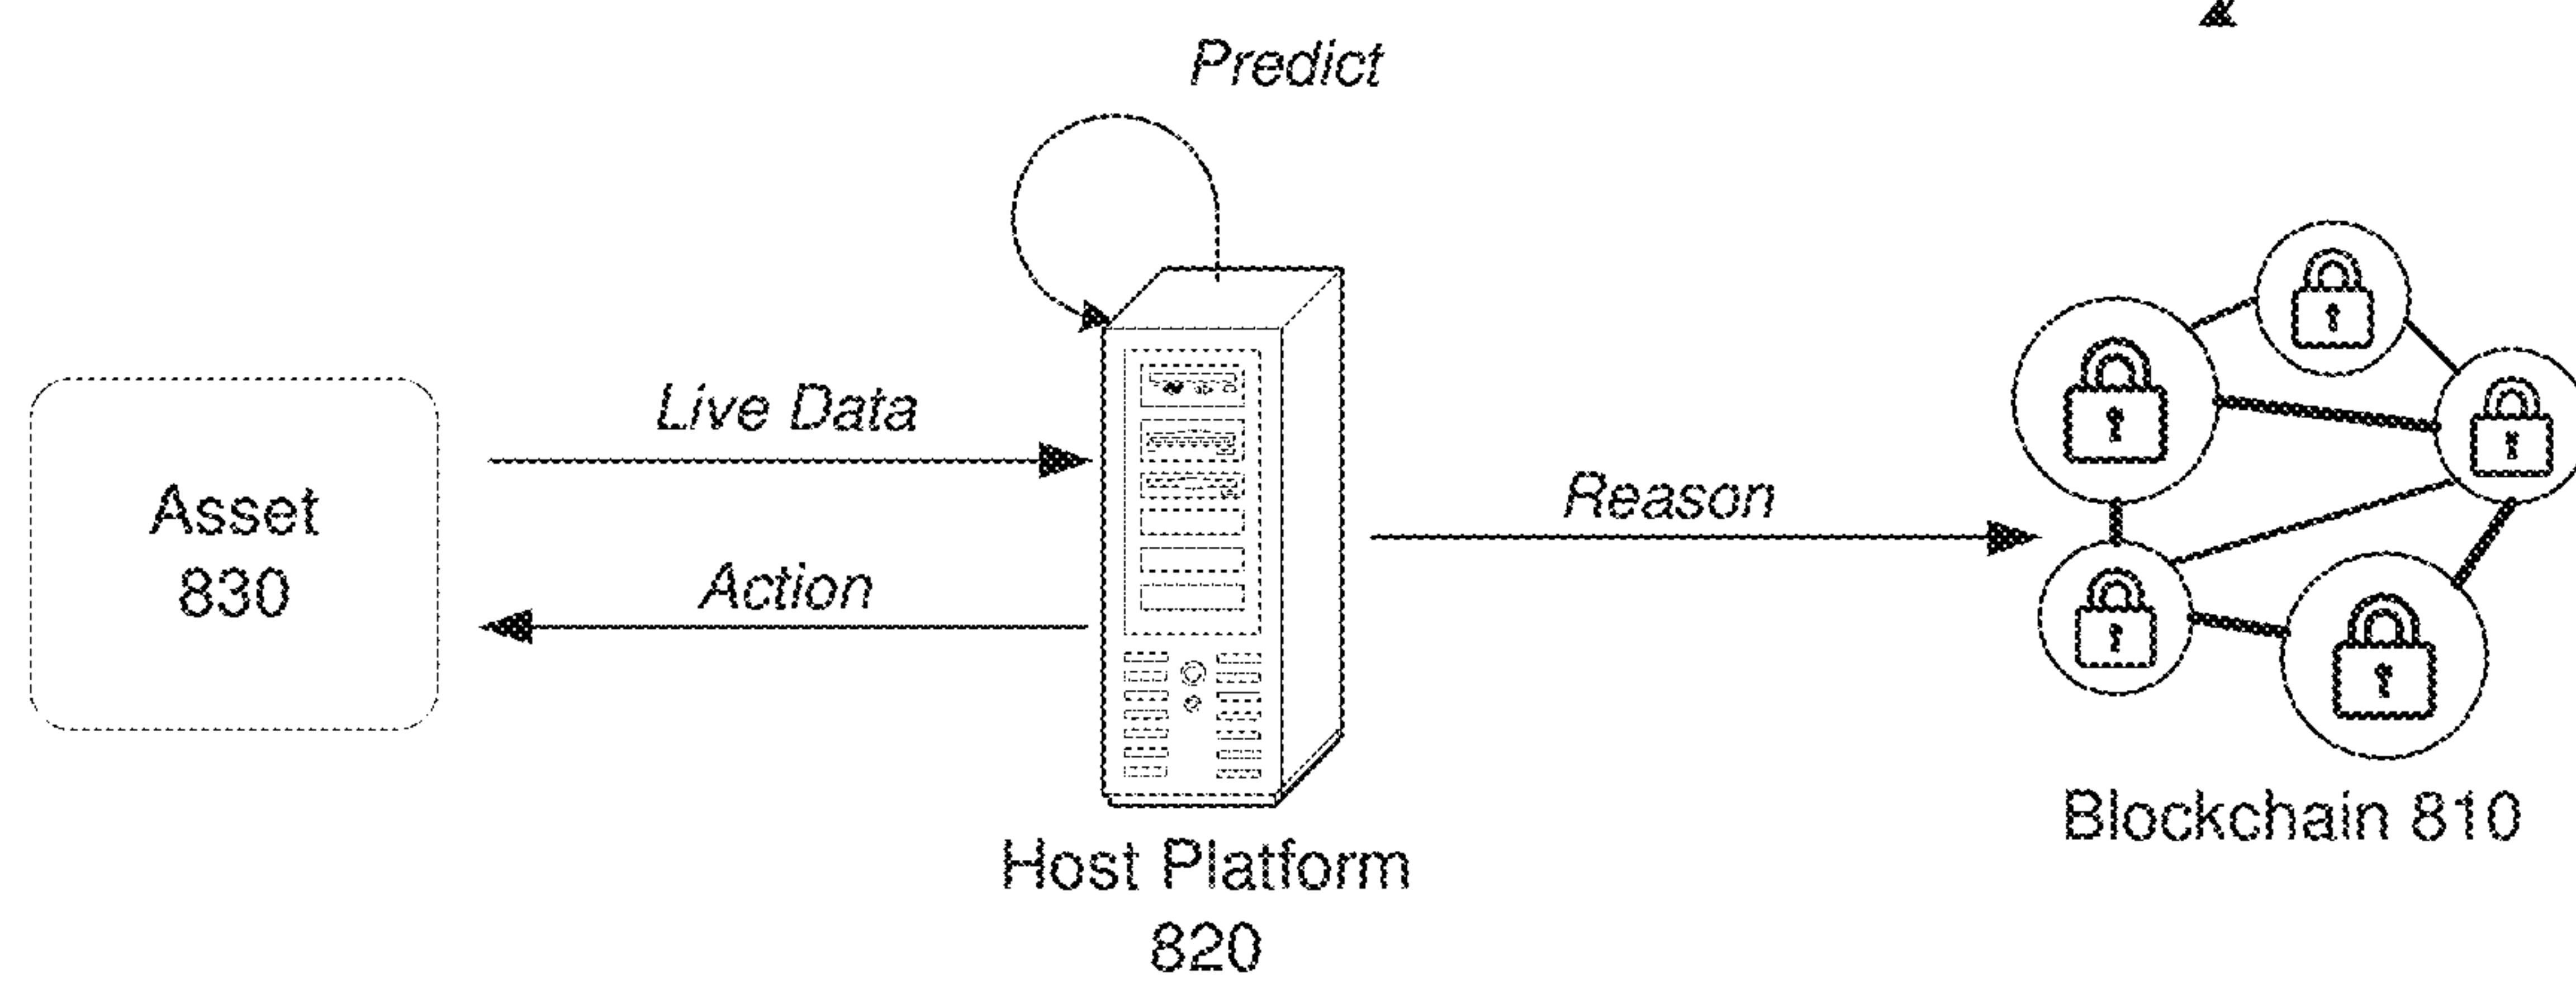 Predict
Live Data
Asset
830
Action
Reason
Blockchain 810
Host Platform
820